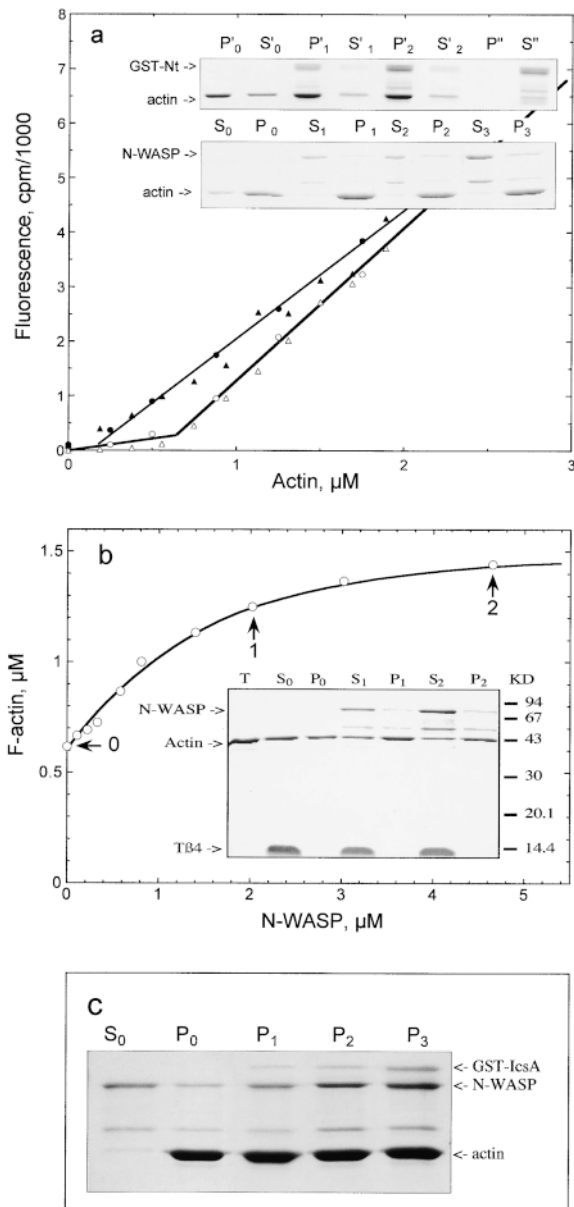 a
P'₀ S'₀ P'₁ S'₁ P'₂ S'₂ P" S"
GST-Nt ->
actin ->
S₀ P₀ S₁ P₁ S₂ P₂ S₃ P₃
N-WASP ->
actin ->
Fluorescence, cpm/1000
7
6
5
4
3
2
1
0
0 1 2 3
Actin, µM
b
F-actin, µM
1.5
1
0.5
0
0
1
2
T S₀ P₀ S₁ P₁ S₂ P₂ KD
N-WASP ->
Actin ->
Tß4 ->
94
67
43
30
20.1
14.4
0 1 2 3 4 5
N-WASP, µM
c
S₀ P₀ P₁ P₂ P₃
<- GST-IcsA
<- N-WASP
<- actin